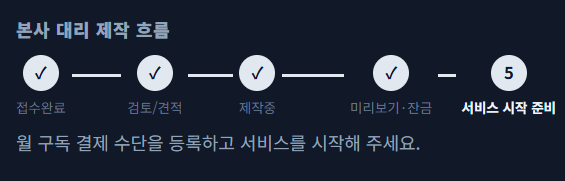 본사 대리 제작 흐름
✓ ✓ ✓ ✓ 5
접수완료 검토/견적 제작중 미리보기·잔금 서비스 시작 준비
월 구독 결제 수단을 등록하고 서비스를 시작해 주세요.